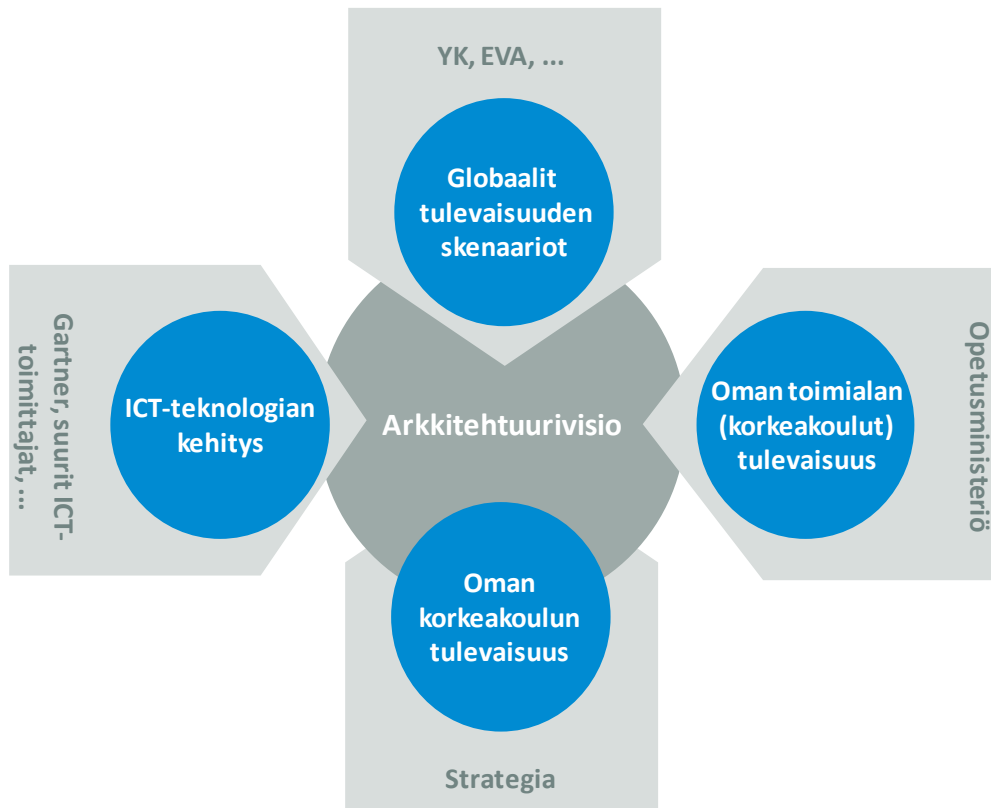 YK, EVA, ...
Globaalit
tulevaisuuden
skenaariot
Gartner, suurit ICT-
toimittajat, ...
ICT-teknologian
kehitys
Arkkitehtuurivisio
Oman toimialan
(korkeakoulut)
tulevaisuus
Opetusministeriö
Oman
korkeakoulun
tulevaisuus
Strategia